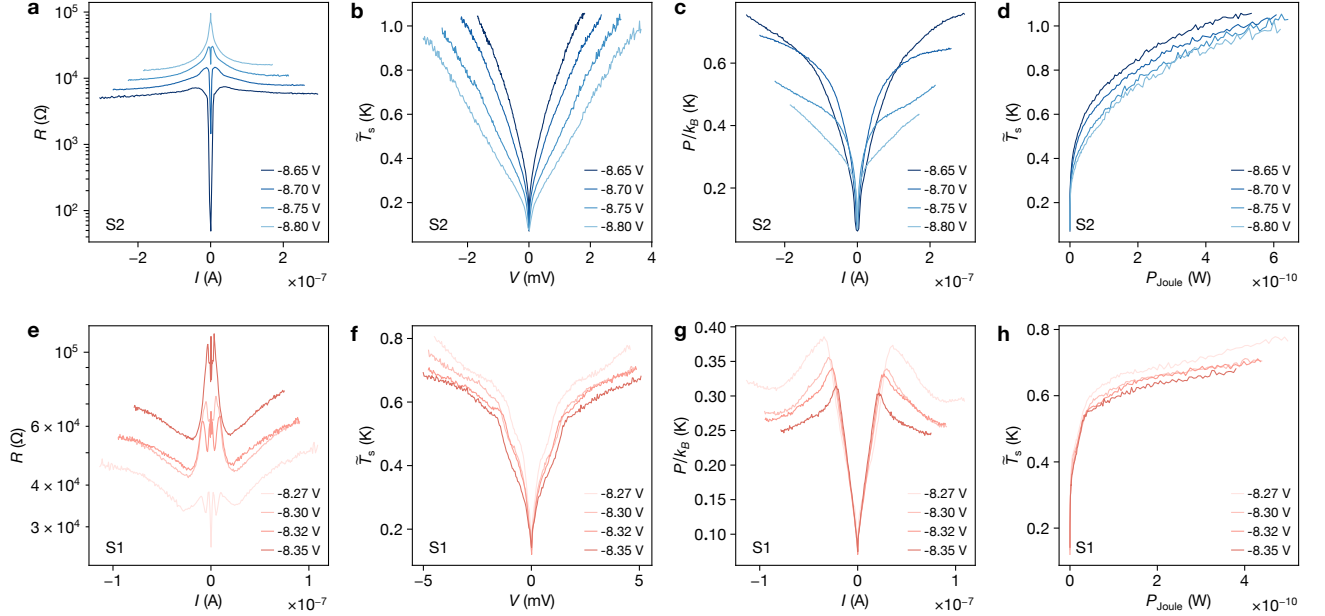 a
10⁵
10⁴
10³
10²
R (Ω)
−2
0
2
I (A)
×10⁻⁷
S2
-8.65 V
-8.70 V
-8.75 V
-8.80 V
b
1.0
0.8
0.6
0.4
0.2
T̃s (K)
−2
0
2
4
V (mV)
S2
-8.65 V
-8.70 V
-8.75 V
-8.80 V
c
0.6
0.4
0.2
P/kB (K)
−2
0
2
I (A)
×10⁻⁷
S2
-8.65 V
-8.70 V
-8.75 V
-8.80 V
d
1.0
0.8
0.6
0.4
0.2
T̃s (K)
0
2
4
6
PJoule (W)
×10⁻¹⁰
S2
-8.65 V
-8.70 V
-8.75 V
-8.80 V
e
10⁵
6 × 10⁴
4 × 10⁴
3 × 10⁴
R (Ω)
−1
0
1
I (A)
×10⁻⁷
S1
-8.27 V
-8.30 V
-8.32 V
-8.35 V
f
0.8
0.6
0.4
0.2
T̃s (K)
−5
0
5
V (mV)
S1
-8.27 V
-8.30 V
-8.32 V
-8.35 V
g
0.40
0.35
0.30
0.25
0.20
0.15
0.10
P/kB (K)
−1
0
1
I (A)
×10⁻⁷
S1
-8.27 V
-8.30 V
-8.32 V
-8.35 V
h
0.8
0.6
0.4
0.2
T̃s (K)
0
2
4
PJoule (W)
×10⁻¹⁰
S1
-8.27 V
-8.30 V
-8.32 V
-8.35 V